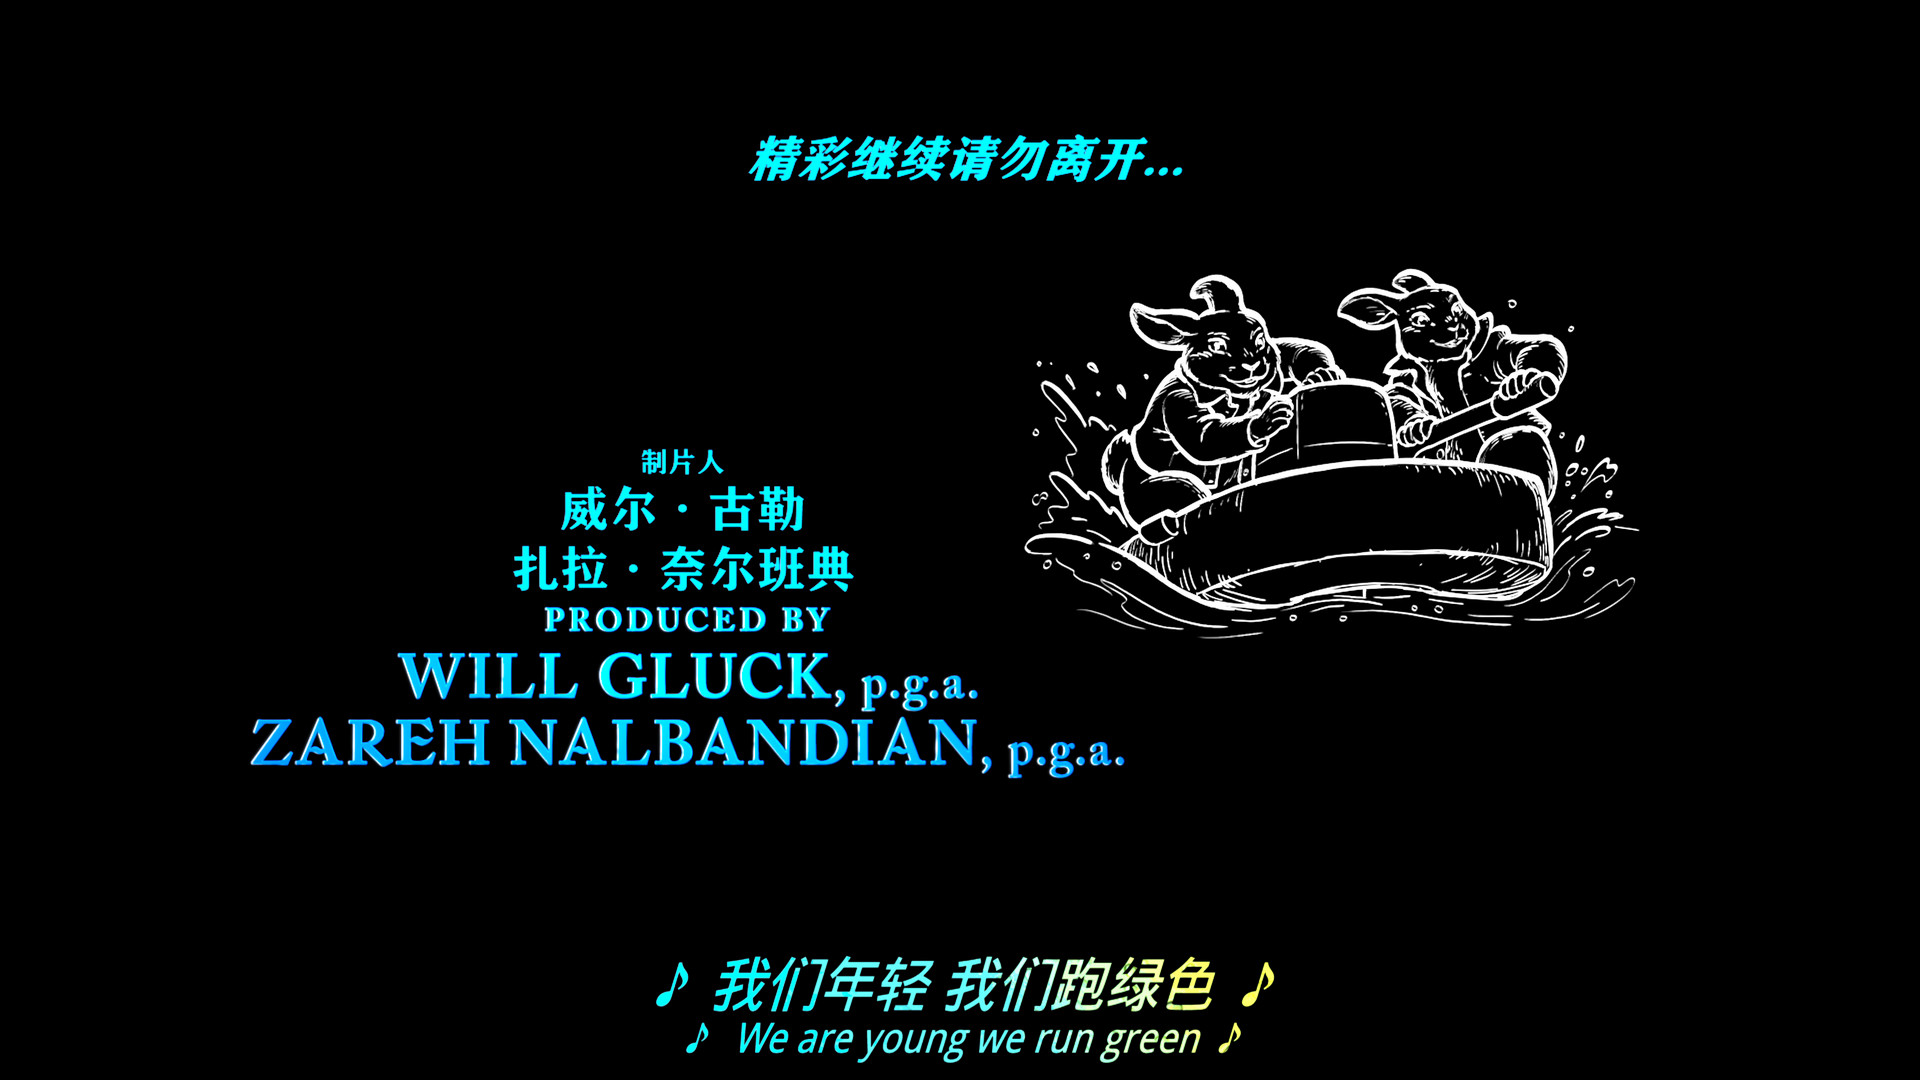 精彩继续请勿离开...
制片人
威尔·古勒
扎拉·奈尔班典
PRODUCED BY
WILL GLUCK, p.g.a.
ZAREH NALBANDIAN, p.g.a.
♪ 我们年轻 我们跑绿色 ♪
♪ We are young we run green ♪